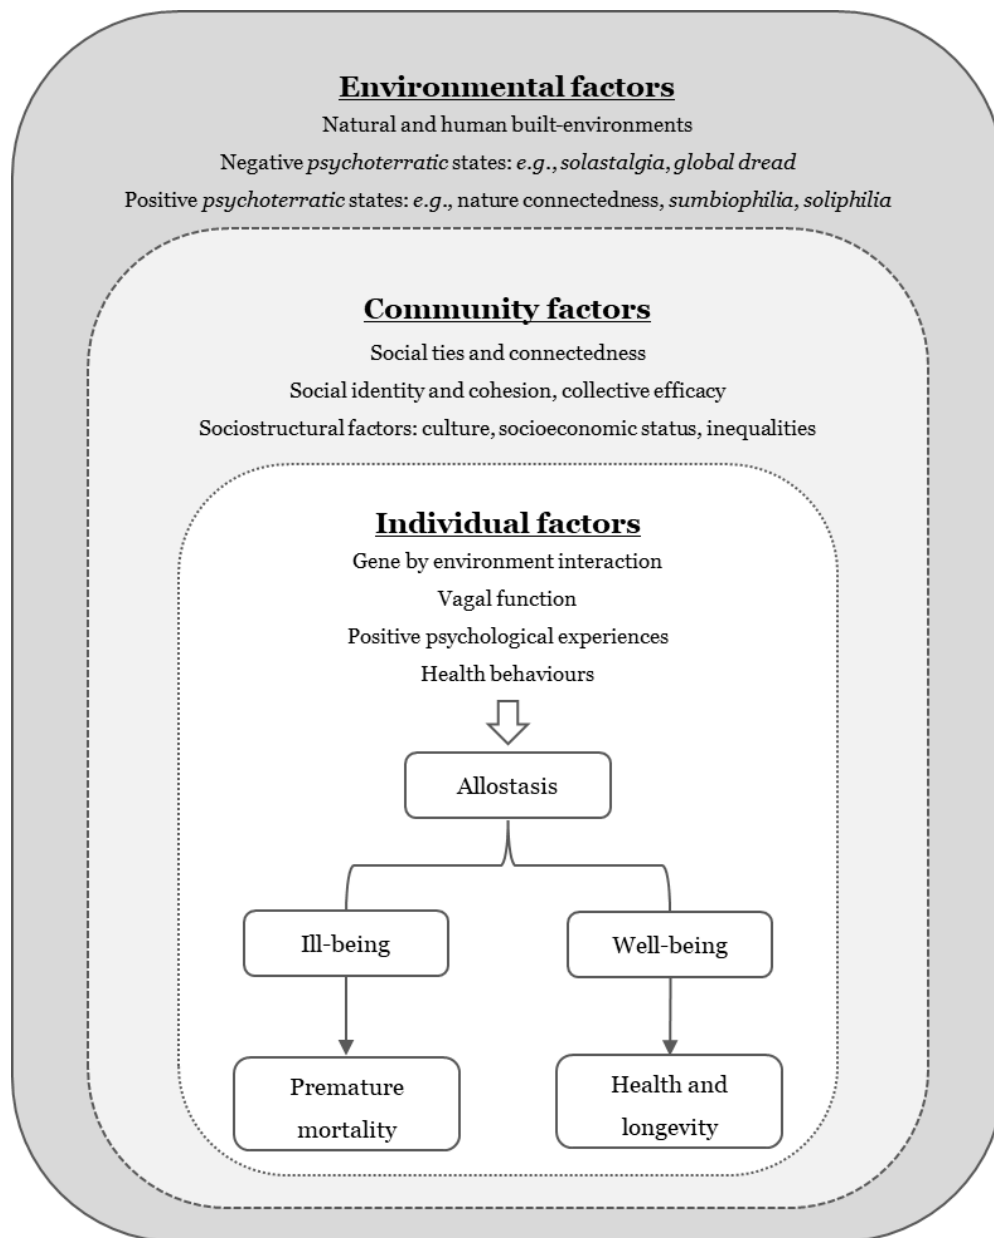 Environmental factors
Natural and human built-environments
Negative psychoterratic states: e.g., solastalgia, global dread
Positive psychoterratic states: e.g., nature connectedness, sumbiophilia, soliphilia
Community factors
Social ties and connectedness
Social identity and cohesion, collective efficacy
Sociostructural factors: culture, socioeconomic status, inequalities
Individual factors
Gene by environment interaction
Vagal function
Positive psychological experiences
Health behaviours
Allostasis
Ill-being
Well-being
Premature
mortality
Health and
longevity